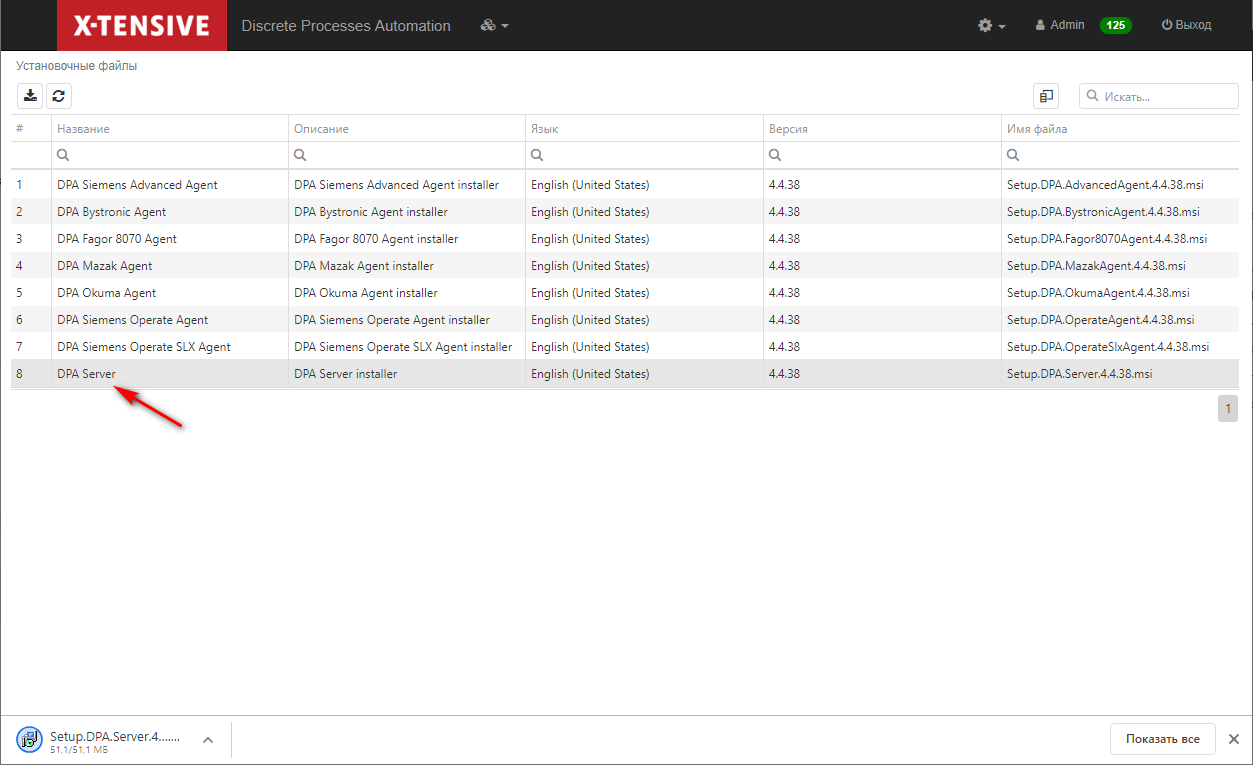 X-TENSIVE Discrete Processes Automation Admin 125 Выход
Установочные файлы
Искать...
# Название Описание Язык Версия Имя файла
1 DPA Siemens Advanced Agent DPA Siemens Advanced Agent installer English (United States) 4.4.38 Setup.DPA.AdvancedAgent.4.4.38.msi
2 DPA Bystronic Agent DPA Bystronic Agent installer English (United States) 4.4.38 Setup.DPA.BystronicAgent.4.4.38.msi
3 DPA Fagor 8070 Agent DPA Fagor 8070 Agent installer English (United States) 4.4.38 Setup.DPA.Fagor8070Agent.4.4.38.msi
4 DPA Mazak Agent DPA Mazak Agent installer English (United States) 4.4.38 Setup.DPA.MazakAgent.4.4.38.msi
5 DPA Okuma Agent DPA Okuma Agent installer English (United States) 4.4.38 Setup.DPA.OkumaAgent.4.4.38.msi
6 DPA Siemens Operate Agent DPA Siemens Operate Agent installer English (United States) 4.4.38 Setup.DPA.OperateAgent.4.4.38.msi
7 DPA Siemens Operate SLX Agent DPA Siemens Operate SLX Agent installer English (United States) 4.4.38 Setup.DPA.OperateSlxAgent.4.4.38.msi
8 DPA Server DPA Server installer English (United States) 4.4.38 Setup.DPA.Server.4.4.38.msi
1
Setup.DPA.Server.4.......
51,1/51,1 МБ
Показать все